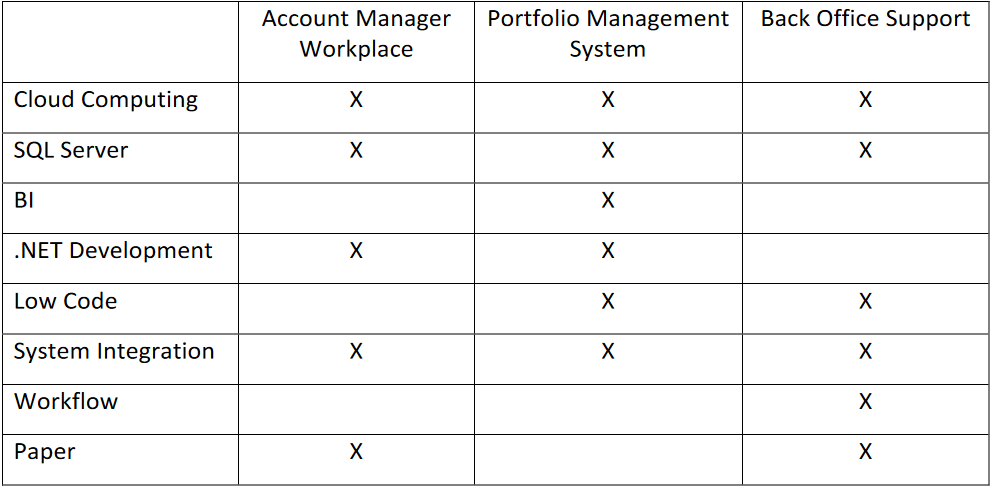 Account Manager Workplace Portfolio Management System Back Office Support
Cloud Computing X X X
SQL Server X X X
BI X
.NET Development X X
Low Code X X
System Integration X X X
Workflow X
Paper X X